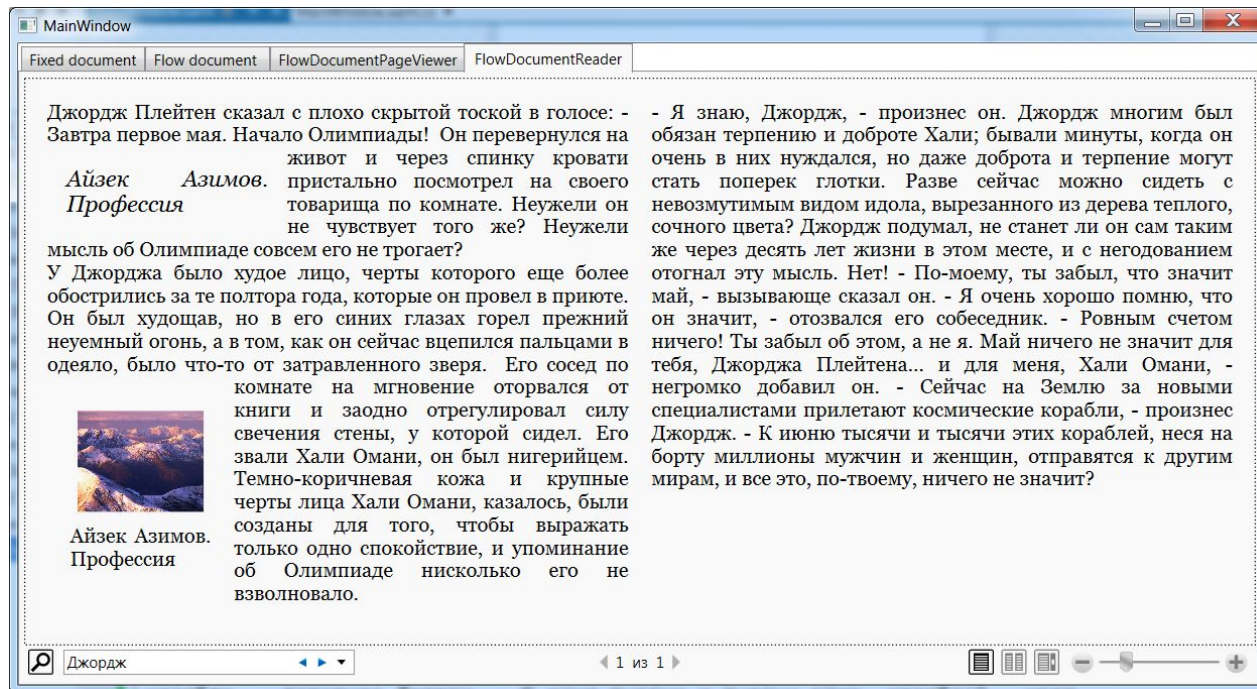 MainWindow
Fixed document
Flow document
FlowDocumentPageViewer
FlowDocumentReader
Джордж Плейтен сказал с плохо скрытой тоской в голосе: -
Завтра первое мая. Начало Олимпиады! Он перевернулся на
живот и через спинку кровати
пристально посмотрел на своего
товарища по комнате. Неужели он
не чувствует того же? Неужели
Айзек Азимов.
Профессия
мысль об Олимпиаде совсем его не трогает?
У Джорджа было худое лицо, черты которого еще более
обострились за те полтора года, которые он провел в приюте.
Он был худощав, но в его синих глазах горел прежний
неуемный огонь, а в том, как он сейчас вцепился пальцами в
одеяло, было что-то от затравленного зверя. Его сосед по
комнате на мгновение оторвался от
книги и заодно отрегулировал силу
свечения стены, у которой сидел. Его
звали Хали Омани, он был нигерийцем.
Темно-коричневая кожа и крупные
черты лица Хали Омани, казалось, были
созданы для того, чтобы выражать
только одно спокойствие, и упоминание
об Олимпиаде нисколько его не
взволновало.
Айзек Азимов.
Профессия
- Я знаю, Джордж, - произнес он. Джордж многим был
обязан терпению и доброте Хали; бывали минуты, когда он
очень в них нуждался, но даже доброта и терпение могут
стать поперек глотки. Разве сейчас можно сидеть с
невозмутимым видом идола, вырезанного из дерева теплого,
сочного цвета? Джордж подумал, не станет ли он сам таким
же через десять лет жизни в этом месте, и с негодованием
отогнал эту мысль. Нет! - По-моему, ты забыл, что значит
май, - вызывающе сказал он. - Я очень хорошо помню, что
он значит, - отозвался его собеседник. - Ровным счетом
ничего! Ты забыл об этом, а не я. Май ничего не значит для
тебя, Джорджа Плейтена... и для меня, Хали Омани, -
негромко добавил он. - Сейчас на Землю за новыми
специалистами прилетают космические корабли, - произнес
Джордж. - К июню тысячи и тысячи этих кораблей, неся на
борту миллионы мужчин и женщин, отправятся к другим
мирам, и все это, по-твоему, ничего не значит?
Джордж
1 из 1